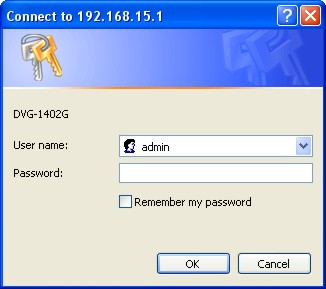 Connect to 192.168.15.1
DVG-1402G
User name: admin
Password:
Remember my password
OK Cancel